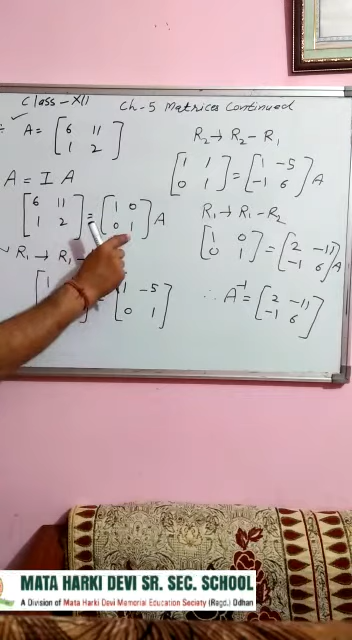 Class-XII Ch-5 Matrices Continued
A = [6 11
1 2]
A = I A
[6 11
1 2] = [1 0
0 1] A
R₁ → R₁ -
[1
= [1 -5
0 1]
R₂ → R₂ - R₁
[1 1
0 1] = [1 -5
-1 6] A
R₁ → R₁ - R₂
[1 0
0 1] = [2 -11
-1 6] A
∴ A⁻¹ = [2 -11
-1 6]
MATA HARKI DEVI SR. SEC. SCHOOL
A Division of Mata Harki Devi Memorial Education Society (Regd.) Odhan